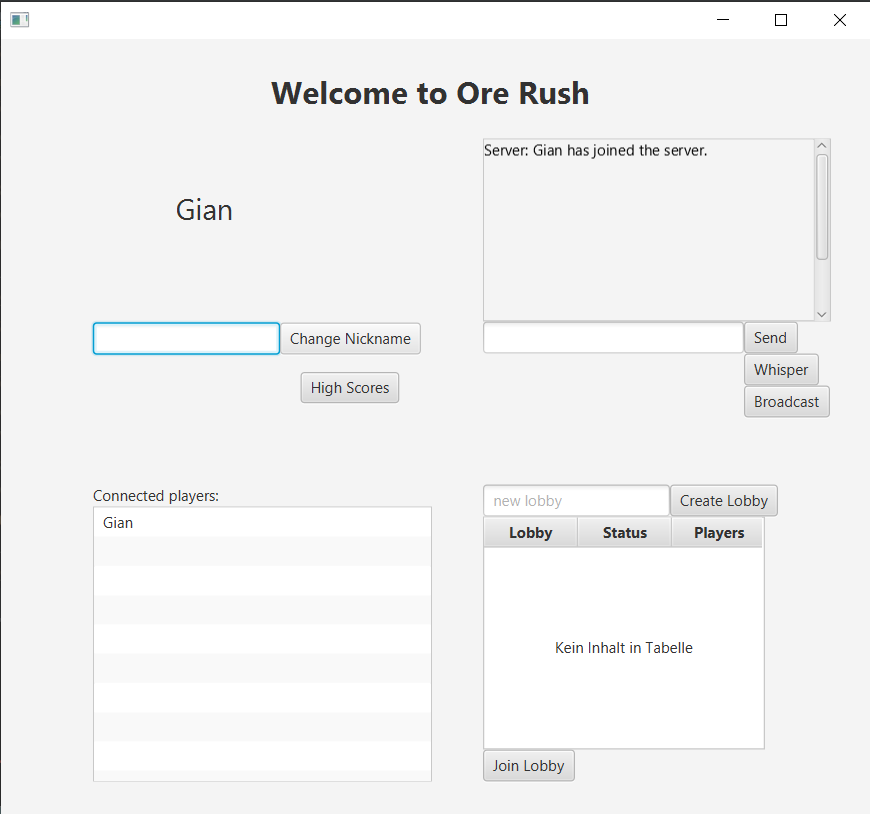 Welcome to Ore Rush
Gian
Server: Gian has joined the server.
Change Nickname
Send
High Scores
Whisper
Broadcast
Connected players:
Gian
new lobby
Create Lobby
Lobby Status Players
Kein Inhalt in Tabelle
Join Lobby